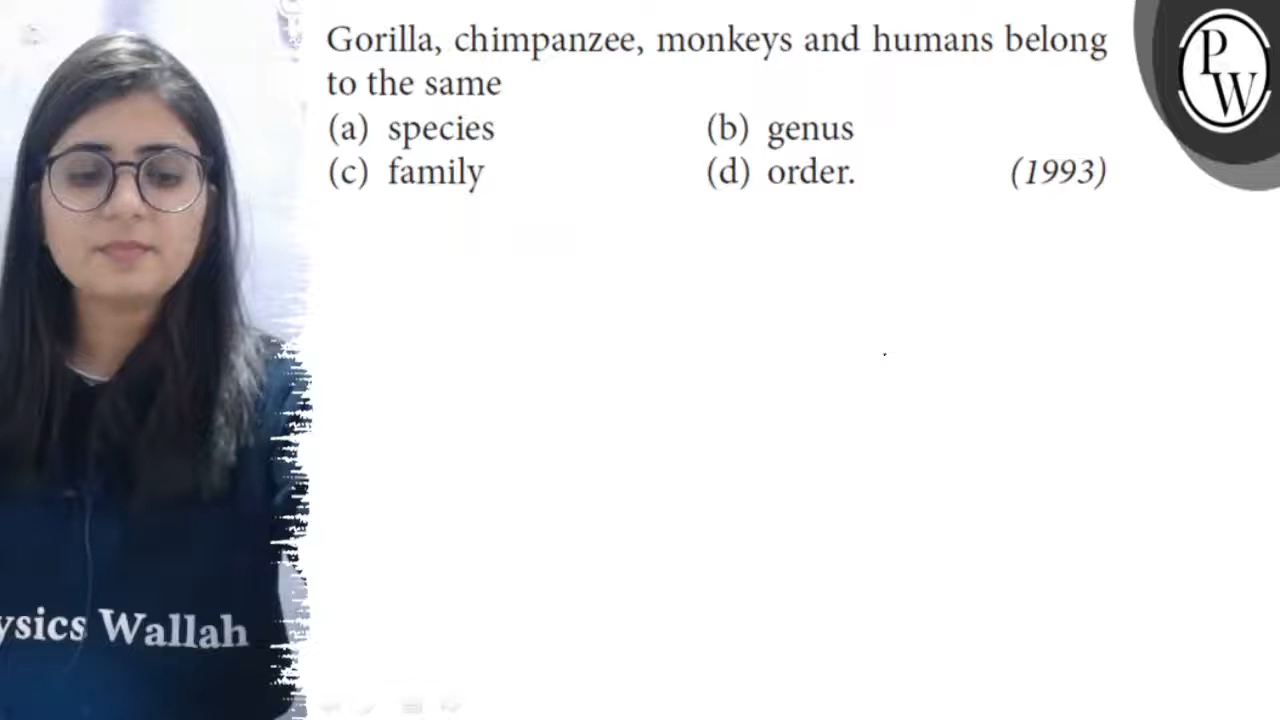 Gorilla, chimpanzee, monkeys and humans belong
to the same
(a) species (b) genus
(c) family (d) order. (1993)
PW
ysics Wallah